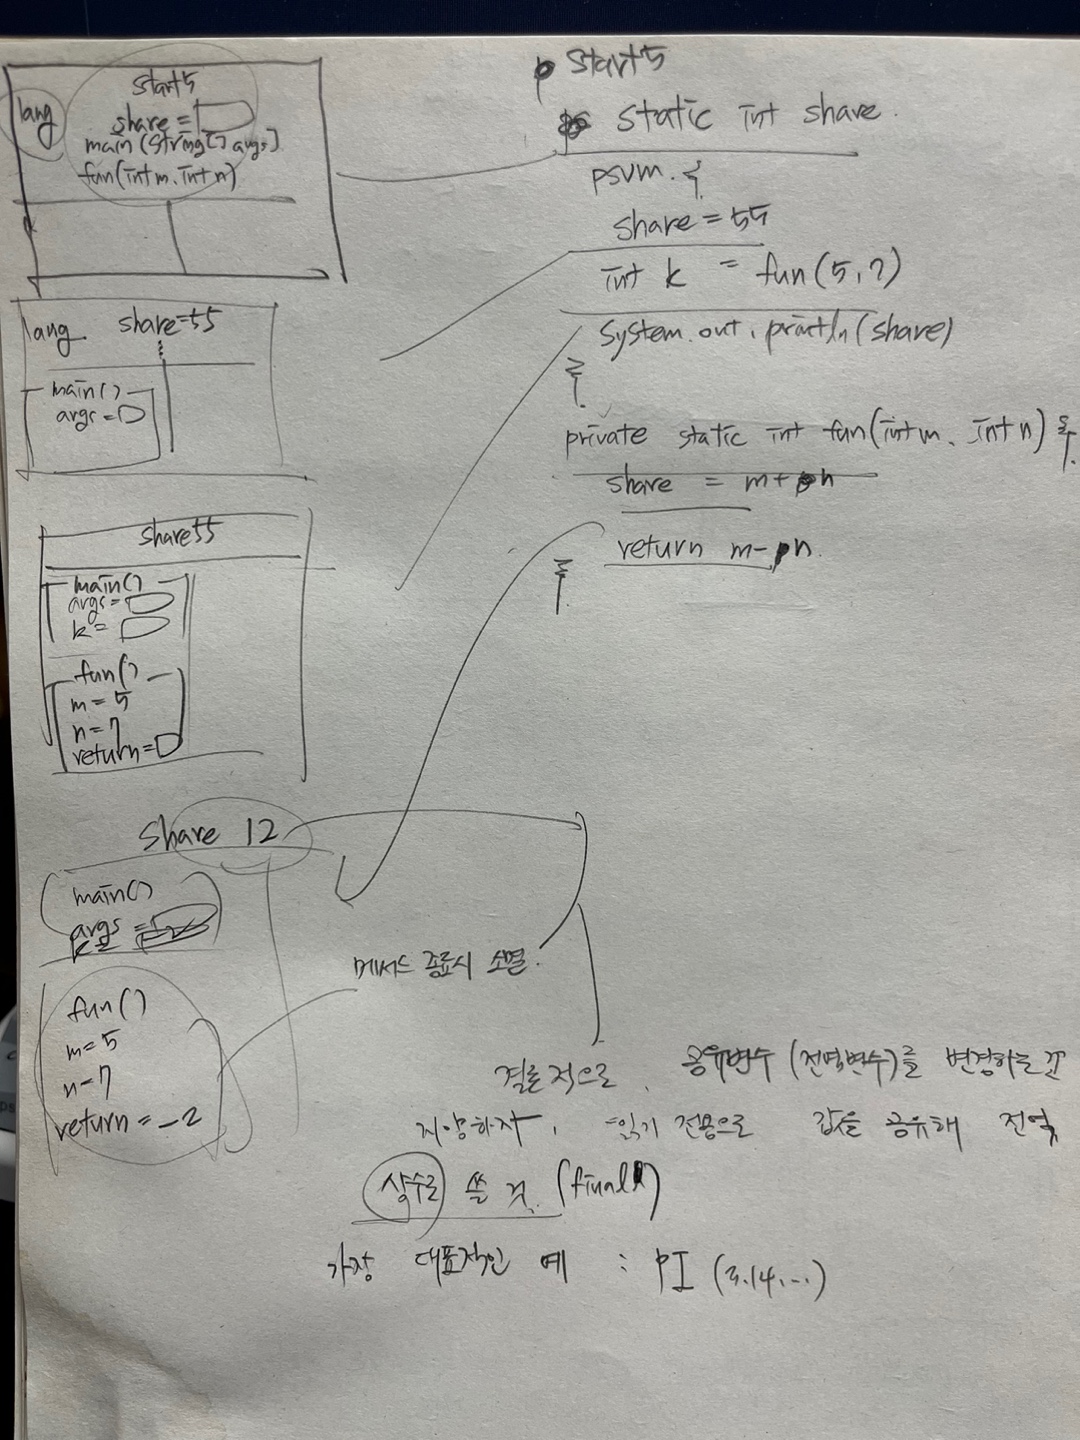 start5
lang
share =
main (String[] args)
fun(int m, int n)
lang share=55
main()
args =
share 55
main()
args =
k =
fun()
m = 5
n = 7
return =
share 12
main()
args =
k =
fun()
m = 5
n = 7
return = -2
Start5
static int share
psvm. {
share = 55
int k = fun(5, 7)
System.out.println(share)
}
private static int fun(int m, int n) {
share = m + n
return m - n
}
메서드 종료시 소멸.
결론적으로, 공유변수 (전역변수)를 변경하는 건
지양하자, 읽기 전용으로 값을 공유해 전역
상수로 쓸 것. (final)
가장 대표적인 예 : PI (3.14...)